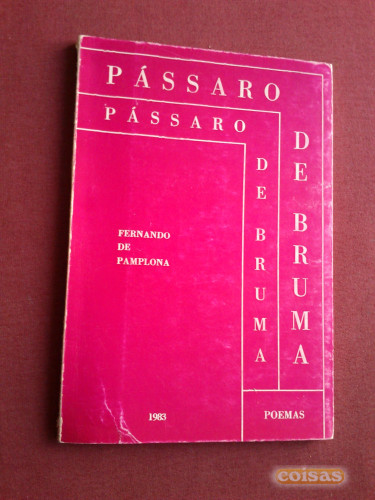 PÁSSARO
DE BRUMA
PÁSSARO
DE BRUMA
FERNANDO
DE
PAMPLONA
1983
POEMAS
coisas